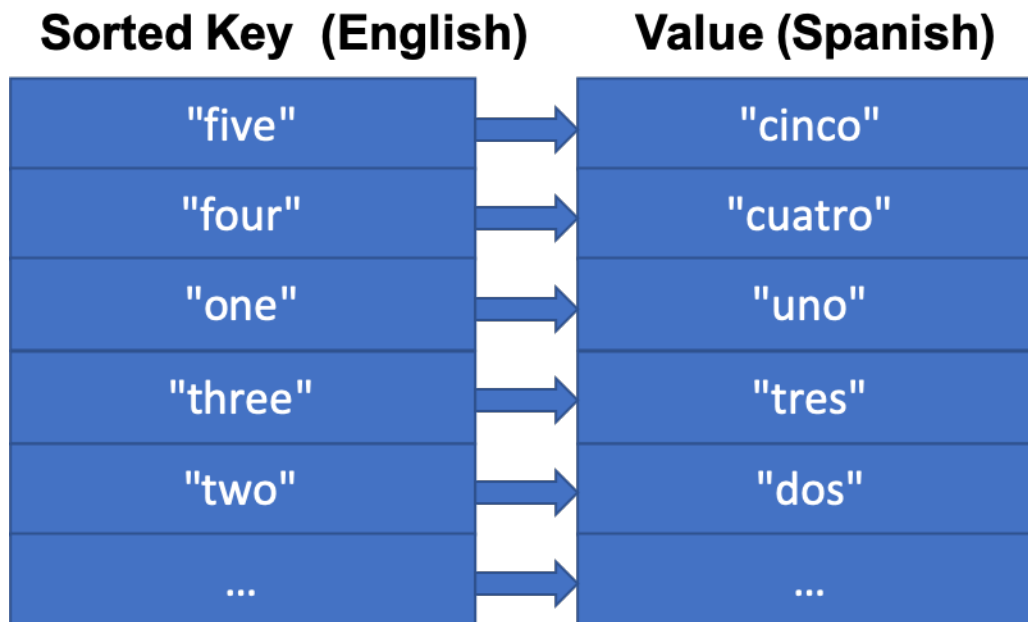 Sorted Key (English) Value (Spanish)
"five" "cinco"
"four" "cuatro"
"one" "uno"
"three" "tres"
"two" "dos"
... ...